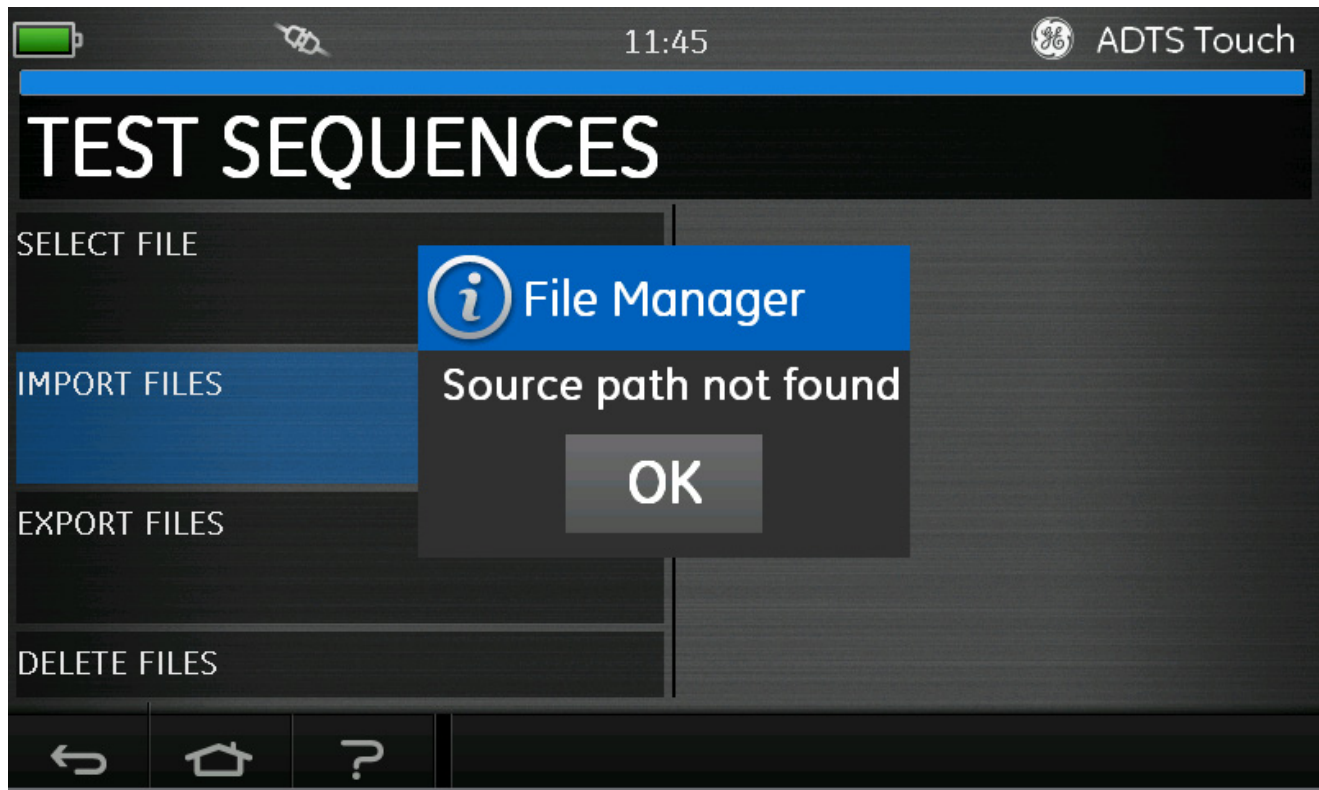 11:45
ADTS Touch
TEST SEQUENCES
SELECT FILE
File Manager
IMPORT FILES
Source path not found
OK
EXPORT FILES
DELETE FILES
?